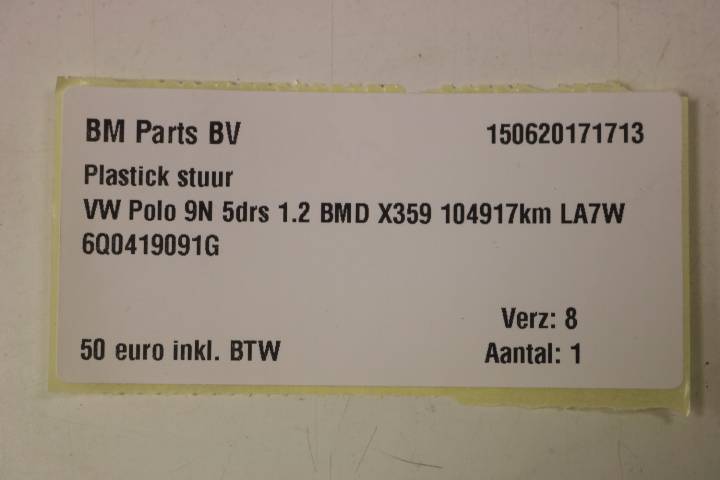 BM Parts BV 150620171713
Plastick stuur
VW Polo 9N 5drs 1.2 BMD X359 104917km LA7W
6Q0419091G
Verz: 8
50 euro inkl. BTW Aantal: 1